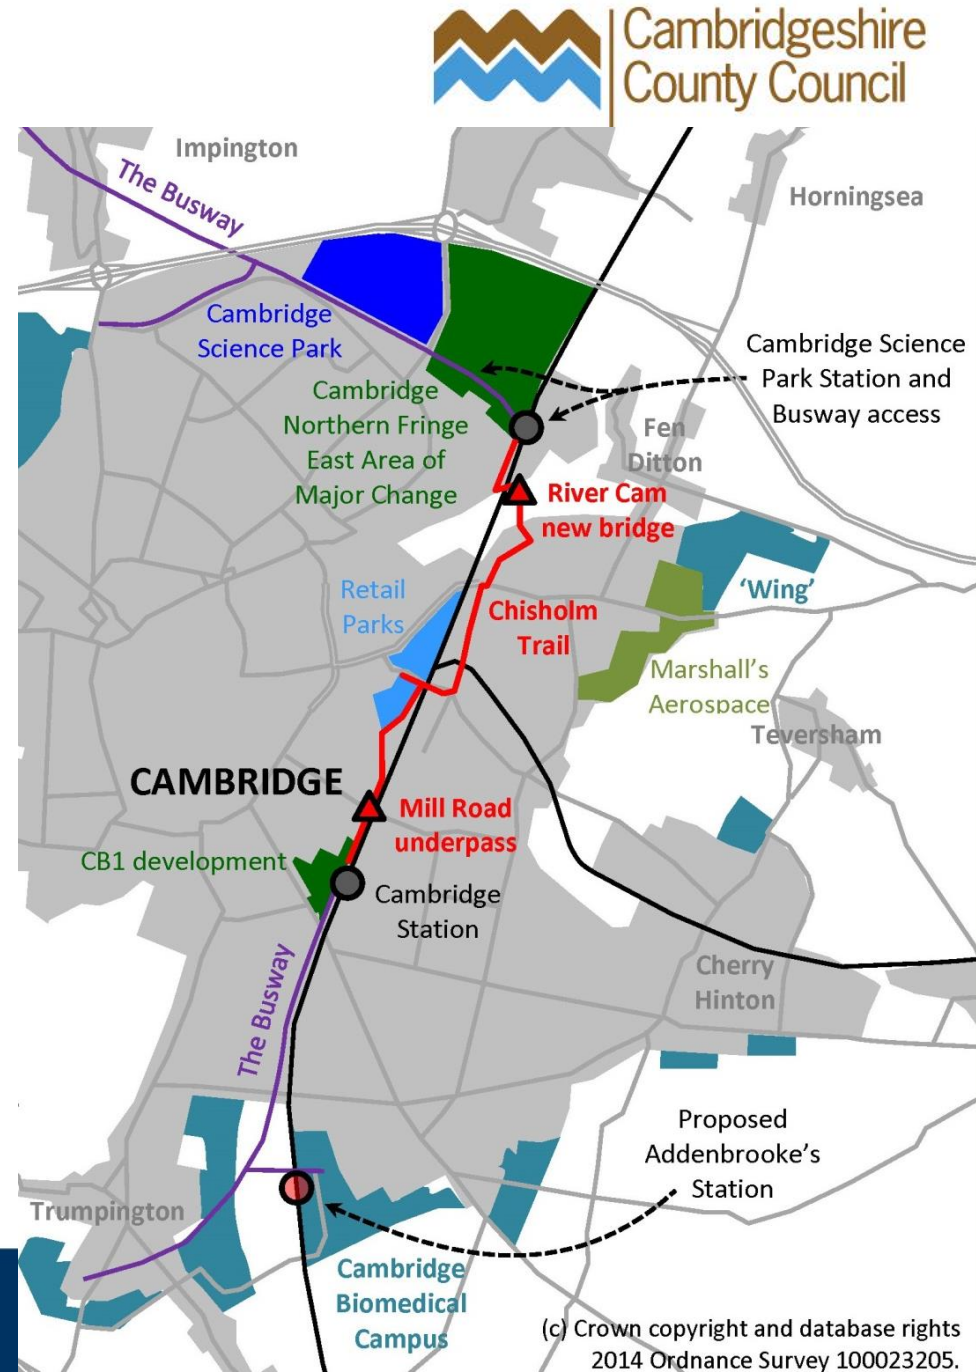 Cambridgeshire
County Council
Impington
The Busway
Horningsea
Cambridge
Science Park
Cambridge Science
Park Station and
Busway access
Cambridge
Northern Fringe
East Area of
Major Change
Fen
Ditton
River Cam
new bridge
Retail
Parks
'Wing'
Chisholm
Trail
Marshall's
Aerospace
Teversham
CAMBRIDGE
Mill Road
underpass
CB1 development
Cambridge
Station
The Busway
Cherry
Hinton
Proposed
Addenbrooke's
Station
Trumpington
Cambridge
Biomedical
Campus
(c) Crown copyright and database rights
2014 Ordnance Survey 100023205.